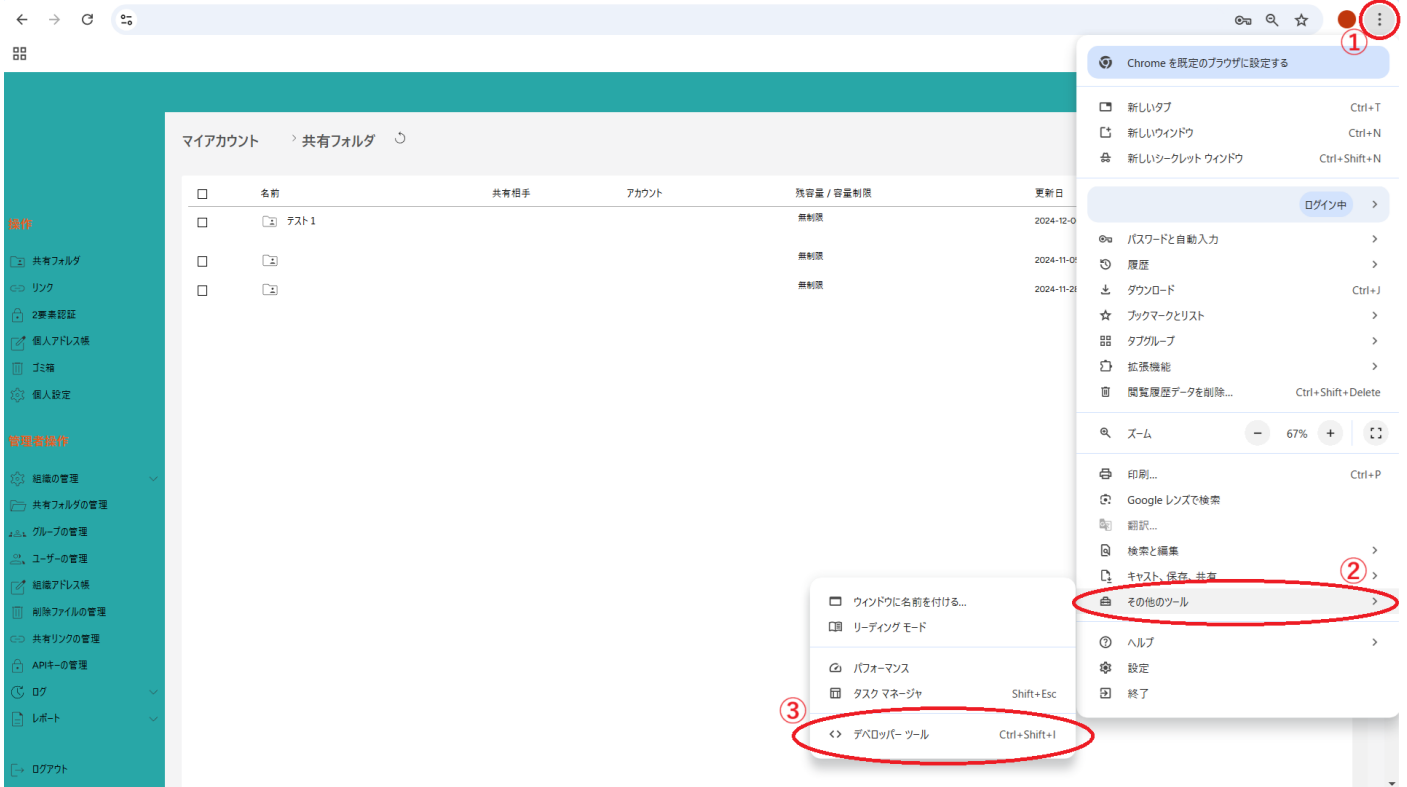 ①
Chrome を既定のブラウザに設定する
新しいタブ Ctrl+T
新しいウィンドウ Ctrl+N
新しいシークレット ウィンドウ Ctrl+Shift+N
ログイン中
パスワードと自動入力
履歴
ダウンロード Ctrl+J
ブックマークとリスト
タブグループ
拡張機能
閲覧履歴データを削除... Ctrl+Shift+Delete
ズーム − 67% +
印刷... Ctrl+P
Google レンズで検索
翻訳...
検索と編集
キャスト、保存、共有
②
その他のツール
ヘルプ
設定
終了
ウィンドウに名前を付ける...
リーディング モード
パフォーマンス
タスク マネージャ Shift+Esc
③
デベロッパー ツール Ctrl+Shift+I
マイアカウント > 共有フォルダ
名前 共有相手 アカウント 残容量 / 容量制限 更新日
テスト 1 無制限 2024-12-0
無制限 2024-11-05
無制限 2024-11-28
操作
共有フォルダ
リンク
2要素認証
個人アドレス帳
ゴミ箱
個人設定
管理者操作
組織の管理
共有フォルダの管理
グループの管理
ユーザーの管理
組織アドレス帳
削除ファイルの管理
共有リンクの管理
APIキーの管理
ログ
レポート
ログアウト